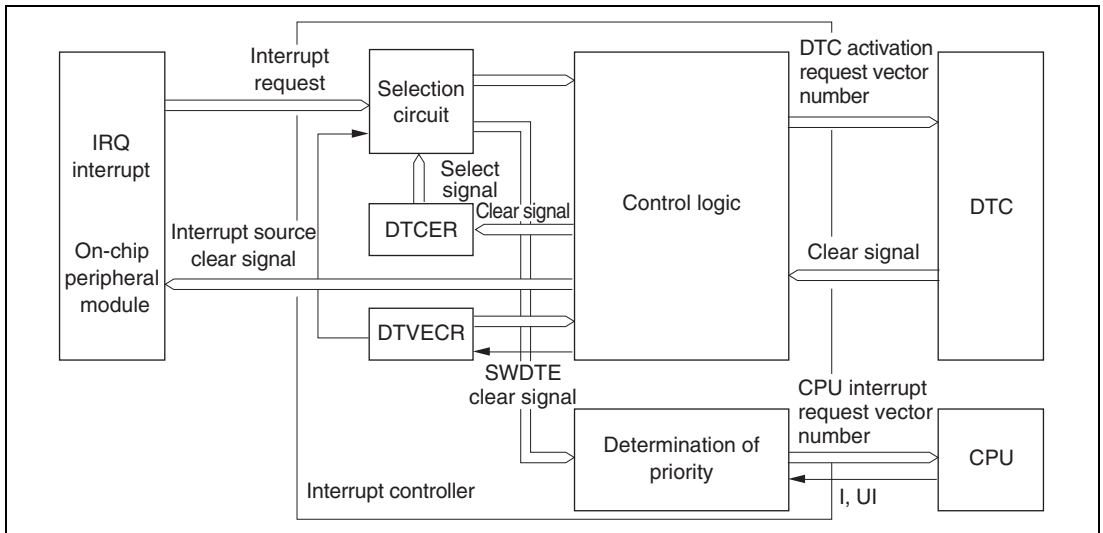 Interrupt
request
Selection
circuit
DTC activation
request vector
number
IRQ
interrupt
Select
signal
Control logic
DTC
DTCER
Clear signal
On-chip
peripheral
module
Interrupt source
clear signal
Clear signal
DTVECR
SWDTE
clear signal
CPU interrupt
request vector
number
Determination of
priority
CPU
Interrupt controller
I, UI